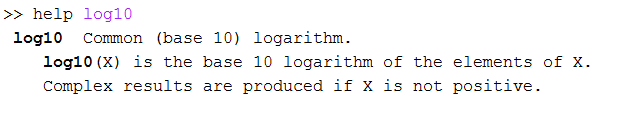 >> help log10
log10  Common (base 10) logarithm.
log10(X) is the base 10 logarithm of the elements of X.
Complex results are produced if X is not positive.